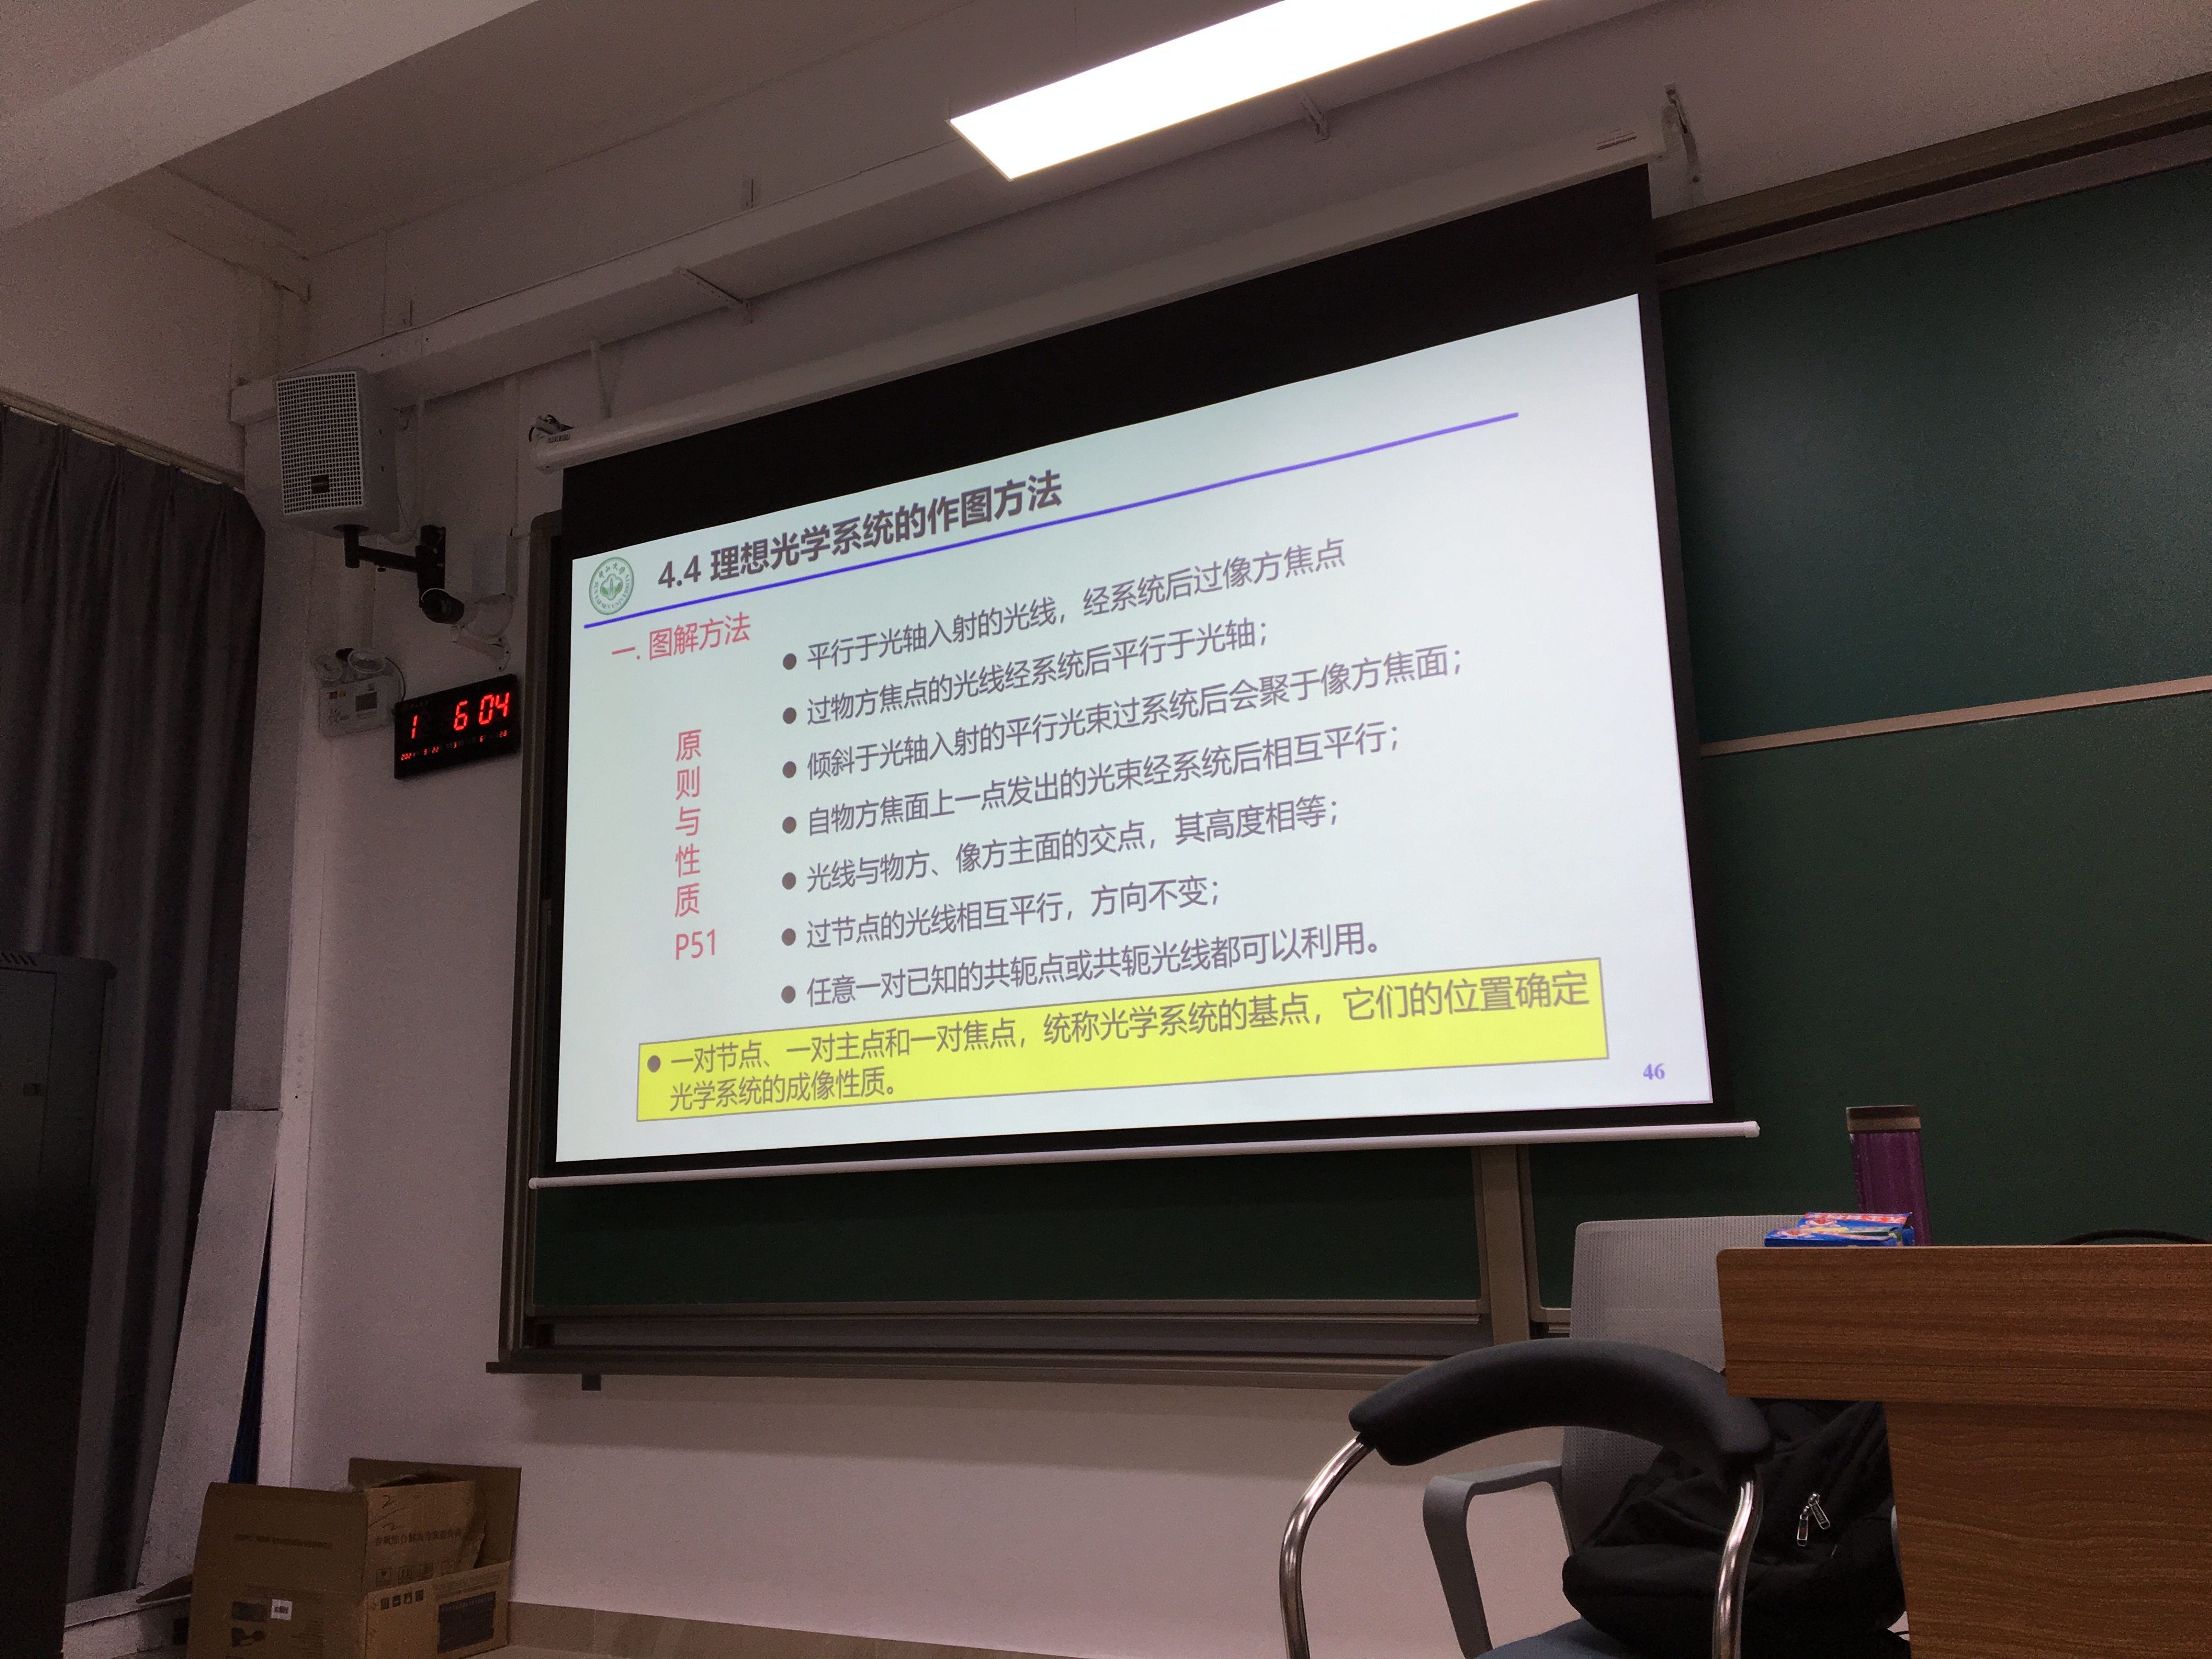 4.4 理想光学系统的作图方法
一. 图解方法
● 平行于光轴入射的光线，经系统后过像方焦点
● 过物方焦点的光线经系统后平行于光轴；
● 倾斜于光轴入射的平行光束过系统后会聚于像方焦面；
● 自物方焦面上一点发出的光束经系统后相互平行；
● 光线与物方、像方主面的交点，其高度相等；
● 过节点的光线相互平行，方向不变；
● 任意一对已知的共轭点或共轭光线都可以利用。
原
则
与
性
质
P51
● 一对节点、一对主点和一对焦点，统称光学系统的基点，它们的位置确定
光学系统的成像性质。
46
1 6 04